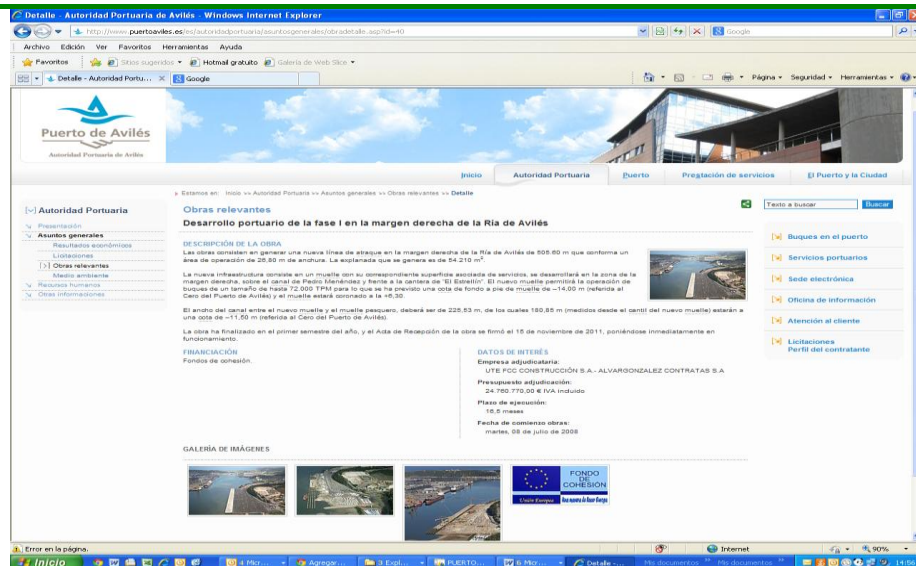 Detalle - Autoridad Portuaria de Avilés - Windows Internet Explorer
http://www.puertoaviles.es/es/autoridadportuaria/asuntosgenerales/obradetalle.asp?id=40
Google
Archivo Edición Ver Favoritos Herramientas Ayuda
Favoritos Sitios sugeridos Hotmail gratuito Galería de Web Slice
Detalle - Autoridad Portu... Google Página Seguridad Herramientas
Puerto de Avilés
Autoridad Portuaria de Avilés
Inicio Autoridad Portuaria Puerto Prestación de servicios El Puerto y la Ciudad
Estamos en: Inicio >> Autoridad Portuaria >> Asuntos generales >> Obras relevantes >> Detalle
Texto a buscar Buscar
Autoridad Portuaria
Presentación
Asuntos generales
Resultados económicos
Licitaciones
Obras relevantes
Medio ambiente
Recursos humanos
Otras informaciones
Obras relevantes
Desarrollo portuario de la fase I en la margen derecha de la Ría de Avilés
DESCRIPCIÓN DE LA OBRA
Las obras consisten en generar una nueva línea de atraque en la margen derecha de la Ría de Avilés de 505.60 m que conforma un
área de operación de 26,80 m de anchura. La explanada que se genera es de 54.210 m².
La nueva infraestructura consiste en un muelle con su correspondiente superficie asociada de servicios, se desarrollará en la zona de la
margen derecha, sobre el canal de Pedro Menéndez y frente a la cantera de "El Estrellín". El nuevo muelle permitirá la operación de
buques de un tamaño de hasta 72.000 TPM para lo que se ha previsto una cota de fondo a pie de muelle de –14,00 m (referida al
Cero del Puerto de Avilés) y el muelle estará coronado a la +6,30.
El ancho del canal entre el nuevo muelle y el muelle pesquero, deberá ser de 226,53 m, de los cuales 180,86 m (medidos desde el cantil del nuevo muelle) estarán a
una cota de –11,50 m (referida al Cero del Puerto de Avilés).
La obra ha finalizado en el primer semestre del año, y el Acta de Recepción de la obra se firmó el 15 de noviembre de 2011, poniéndose inmediatamente en
funcionamiento.
FINANCIACIÓN
Fondos de cohesión.
DATOS DE INTERÉS
Empresa adjudicataria:
UTE FCC CONSTRUCCIÓN S.A.- ALVARGONZALEZ CONTRATAS S.A
Presupuesto adjudicación:
24.760.770,00 € IVA incluido
Plazo de ejecución:
16,5 meses
Fecha de comienzo obras:
martes, 08 de julio de 2008
Buques en el puerto
Servicios portuarios
Sede electrónica
Oficina de información
Atención al cliente
Licitaciones
Perfil del contratante
GALERÍA DE IMÁGENES
FONDO
DE
COHESIÓN
Unión Europea
Error en la página. Internet 90%
Inicio 4 Micr... Agregar... 3 Expl... PUERTO... 6 Micr... Detalle -... Mis documentos Mis documentos 14:56